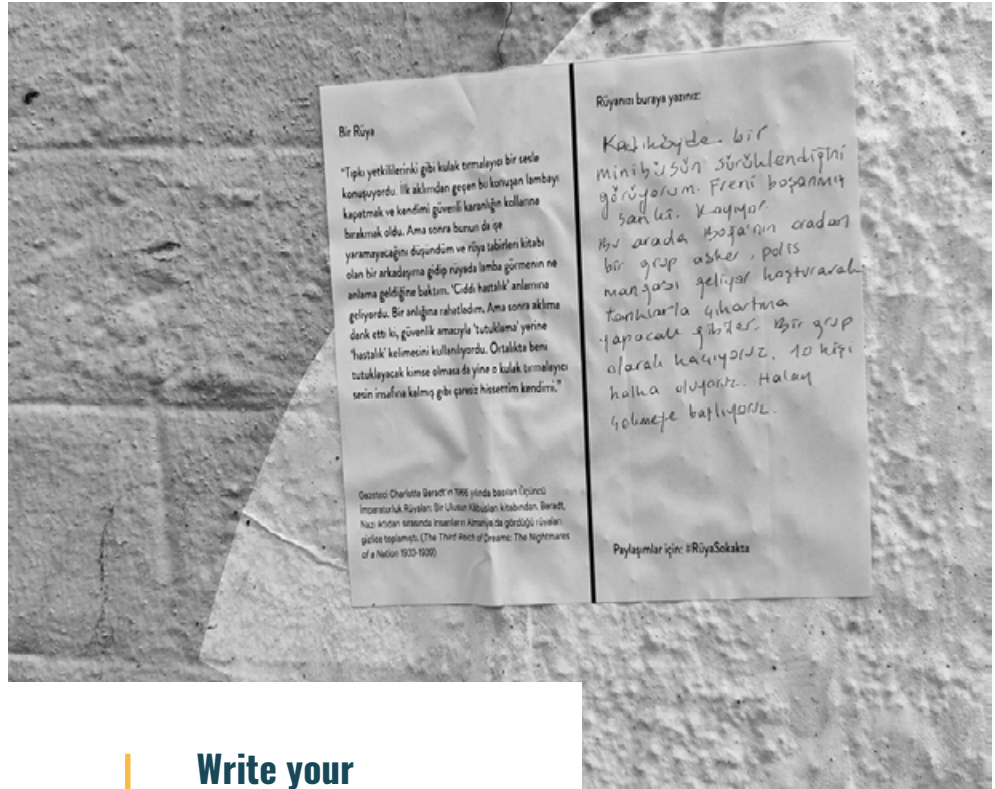 Bir Rüya
"Tıpkı yetkililerinki gibi kulak tırmalayıcı bir sesle
konuşuyordu. İlk aklımdan geçen bu konuşan lambayı
kapatmak ve kendimi güvenli karanlığın kollarına
bırakmak oldu. Ama sonra bunun da işe
yaramayacağını düşündüm ve rüya tabirleri kitabı
olan bir arkadaşıma gidip rüyada lamba görmenin ne
anlama geldiğine baktım. 'Ciddi hastalık' anlamına
geliyordu. Bir anlığına rahatladım. Ama sonra aklıma
dank etti ki, güvenlik amacıyla 'tutuklama' yerine
'hastalık' kelimesini kullanılıyordu. Ortalıkta beni
tutuklayacak kimse olmasa da yine o kulak tırmalayıcı
sesin insafına kalmış gibi çaresiz hissettim kendimi."
Gazeteci Charlotte Beradt'ın 1966 yılında basılan Üçüncü
İmparatorluk Rüyaları: Bir Ulusun Kabusları kitabından. Beradt,
Nazi iktidarı sırasında insanların Almanya'da gördüğü rüyaları
gizlice toplamıştı. (The Third Reich of Dreams: The Nightmares
of a Nation 1933-1939)
Rüyanızı buraya yazınız:
Kadıköyde bir
minibüsün sürüklendiğini
görüyorum. Freni boşanmış
sanki. Kayıyor.
Bu arada Boğa'nın oradan
bir grup asker, polis
mangası geliyor koşturarak
tanklarla çıkartma
yapacak gibiler. Bir grup
olarak kaçıyoruz. 10 kişi
halka oluyoruz. Halay
çekmeye başlıyoruz.
Paylaşımlar için: #RüyaSokakta
Write your